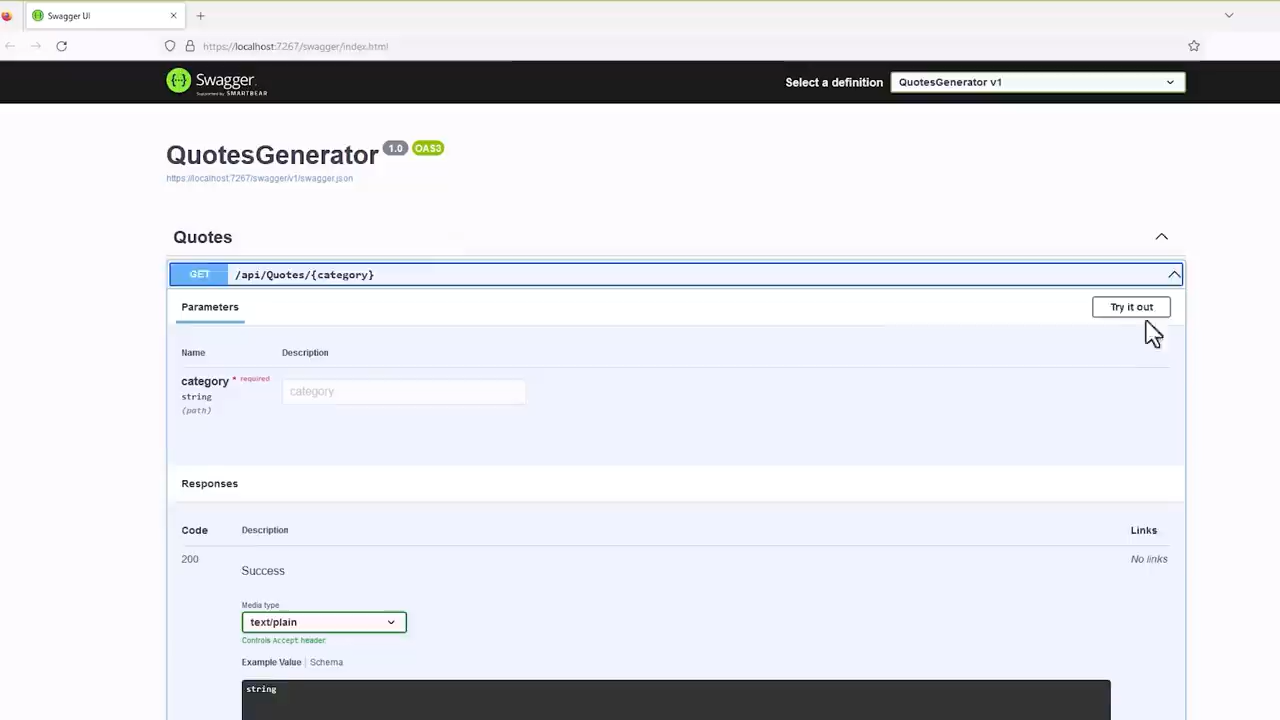 Swagger UI
https://localhost:7267/swagger/index.html
Swagger.
Supported by SMARTBEAR
Select a definition
QuotesGenerator v1
QuotesGenerator 1.0 OAS3
https://localhost:7267/swagger/v1/swagger.json
Quotes
GET /api/Quotes/{category}
Parameters
Try it out
Name Description
category * required
string
(path)
category
Responses
Code Description Links
200
Success
No links
Media type
text/plain
Controls Accept header.
Example Value | Schema
string